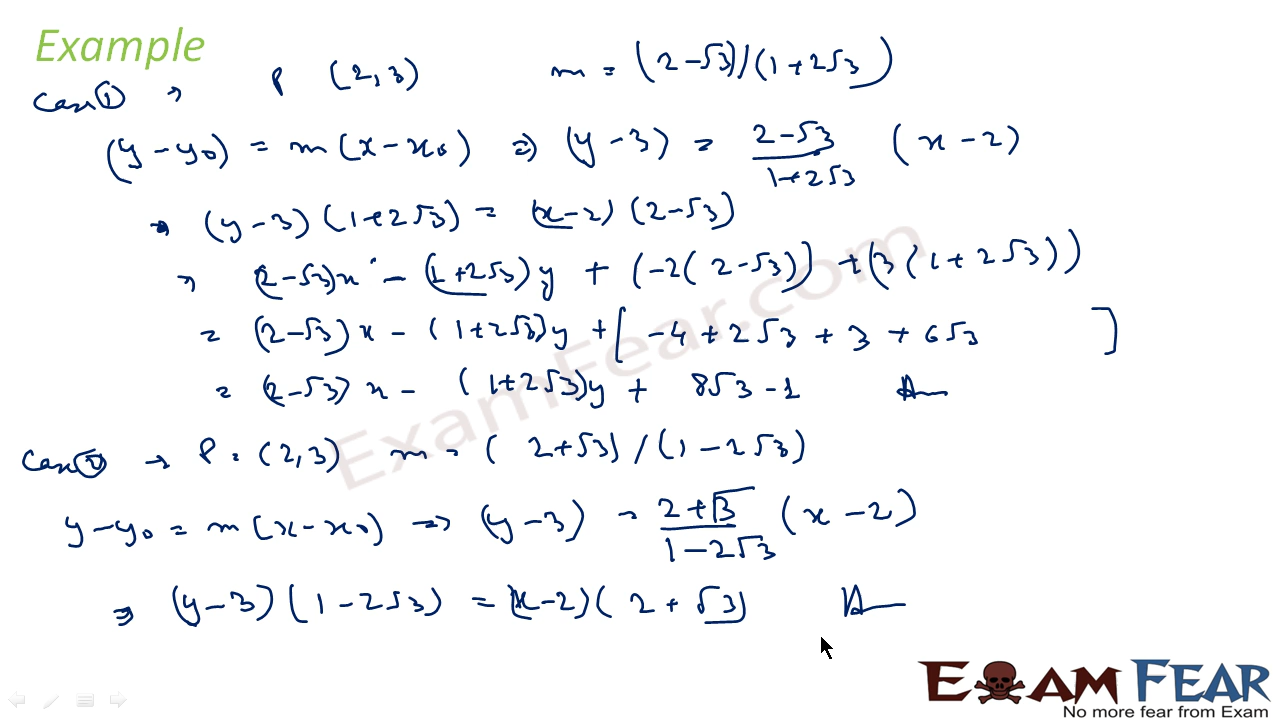 Example
Case ① → P (2,3) m = (2-√3)/(1+2√3)
(y-y₀) = m(x-x₀) ⇒ (y-3) = (2-√3)/(1+2√3) (x-2)
⇒ (y-3)(1+2√3) = (x-2)(2-√3)
⇒ (2-√3)x - (1+2√3)y + (-2(2-√3)) + (3(1+2√3))
= (2-√3)x - (1+2√3)y + [-4+2√3+3+6√3]
= (2-√3)x - (1+2√3)y + 8√3-1
Case ② → P = (2,3) m = (2+√3)/(1-2√3)
y-y₀ = m(x-x₀) ⇒ (y-3) = (2+√3)/(1-2√3) (x-2)
⇒ (y-3)(1-2√3) = (x-2)(2+√3)
ExamFear.com
EXAM FEAR
No more fear from Exam